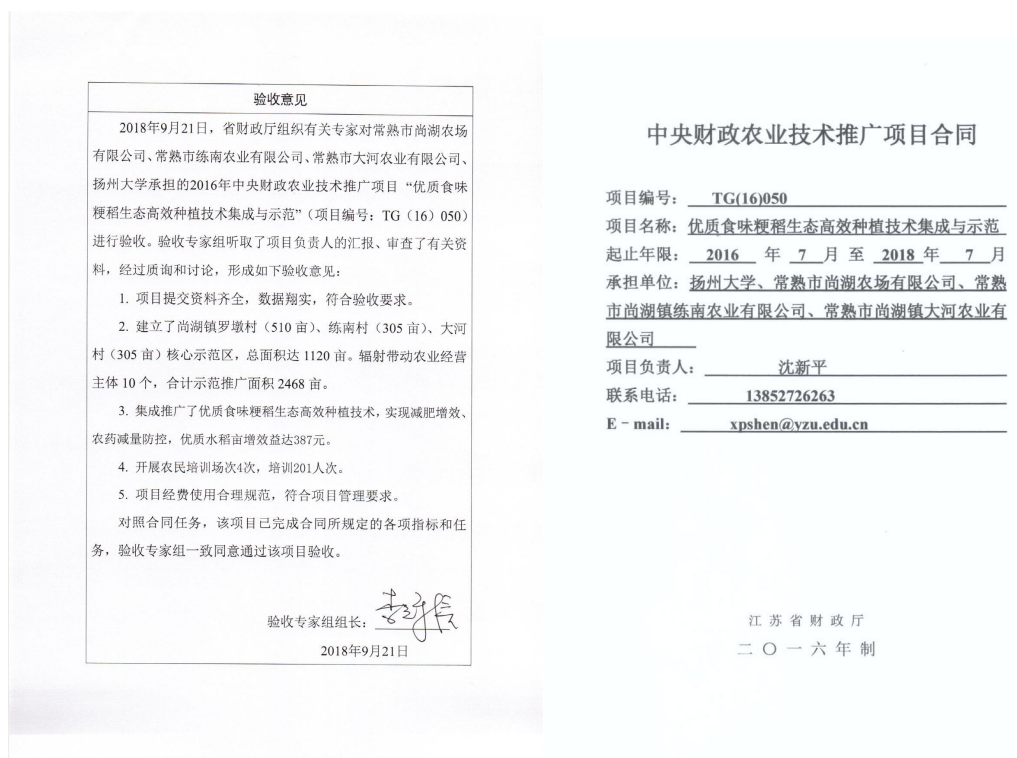 验收意见
2018年9月21日，省财政厅组织有关专家对常熟市尚湖农场
有限公司、常熟市练南农业有限公司、常熟市大河农业有限公司、
扬州大学承担的2016年中央财政农业技术推广项目“优质食味
粳稻生态高效种植技术集成与示范”（项目编号：TG（16）050）
进行验收。验收专家组听取了项目负责人的汇报、审查了有关资
料，经过质询和讨论，形成如下验收意见：
1. 项目提交资料齐全，数据翔实，符合验收要求。
2. 建立了尚湖镇罗墩村（510 亩）、练南村（305 亩）、大河
村（305 亩）核心示范区，总面积达 1120 亩。辐射带动农业经营
主体 10 个，合计示范推广面积 2468 亩。
3. 集成推广了优质食味粳稻生态高效种植技术，实现减肥增效、
农药减量防控，优质水稻亩增效益达387元。
4. 开展农民培训场次4次，培训201人次。
5. 项目经费使用合理规范，符合项目管理要求。
对照合同任务，该项目已完成合同所规定的各项指标和任
务，验收专家组一致同意通过该项目验收。
验收专家组组长：
2018年9月21日
中央财政农业技术推广项目合同
项目编号： TG(16)050
项目名称：优质食味粳稻生态高效种植技术集成与示范
起止年限： 2016 年 7 月 至 2018 年 7 月
承担单位：扬州大学、常熟市尚湖农场有限公司、常熟
市尚湖镇练南农业有限公司、常熟市尚湖镇大河农业有
限公司
项目负责人： 沈新平
联系电话： 13852726263
E－mail： xpshen@yzu.edu.cn
江苏省财政厅
二〇一六年制